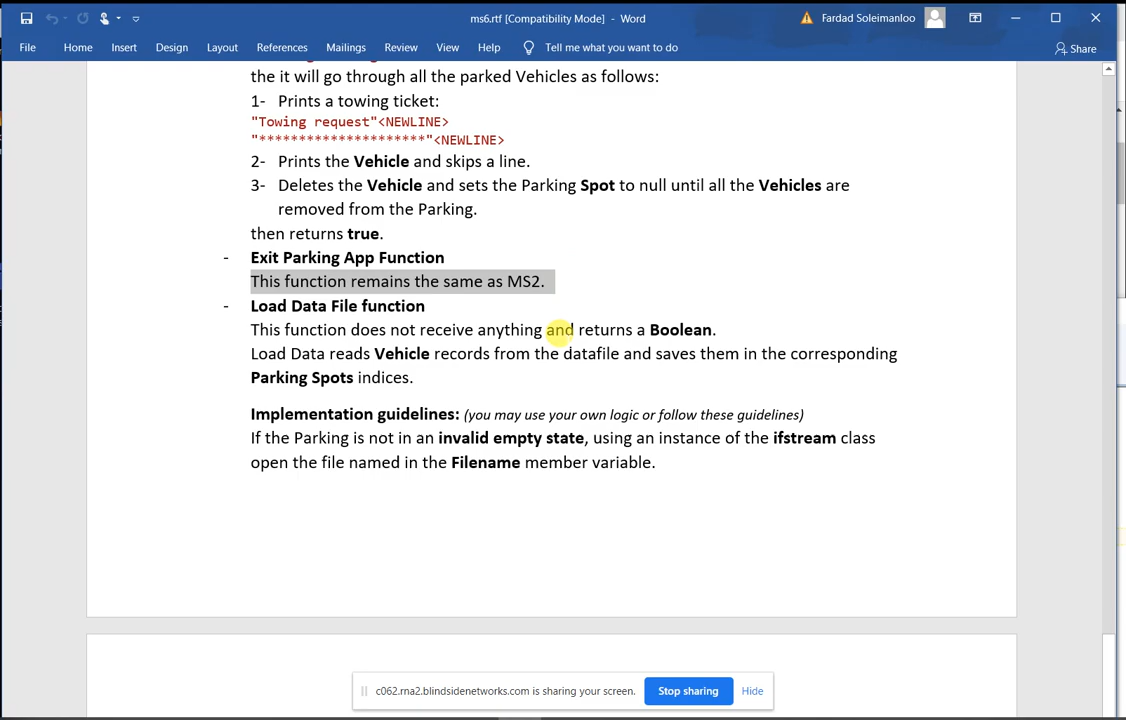 ms6.rtf [Compatibility Mode] - Word
Fardad Soleimanloo
File Home Insert Design Layout References Mailings Review View Help Tell me what you want to do Share
the it will go through all the parked Vehicles as follows:
1- Prints a towing ticket:
"Towing request"<NEWLINE>
"*********************"<NEWLINE>
2- Prints the Vehicle and skips a line.
3- Deletes the Vehicle and sets the Parking Spot to null until all the Vehicles are
removed from the Parking.
then returns true.
- Exit Parking App Function
This function remains the same as MS2.
- Load Data File function
This function does not receive anything and returns a Boolean.
Load Data reads Vehicle records from the datafile and saves them in the corresponding
Parking Spots indices.
Implementation guidelines: (you may use your own logic or follow these guidelines)
If the Parking is not in an invalid empty state, using an instance of the ifstream class
open the file named in the Filename member variable.
c062.rna2.blindsidenetworks.com is sharing your screen. Stop sharing Hide